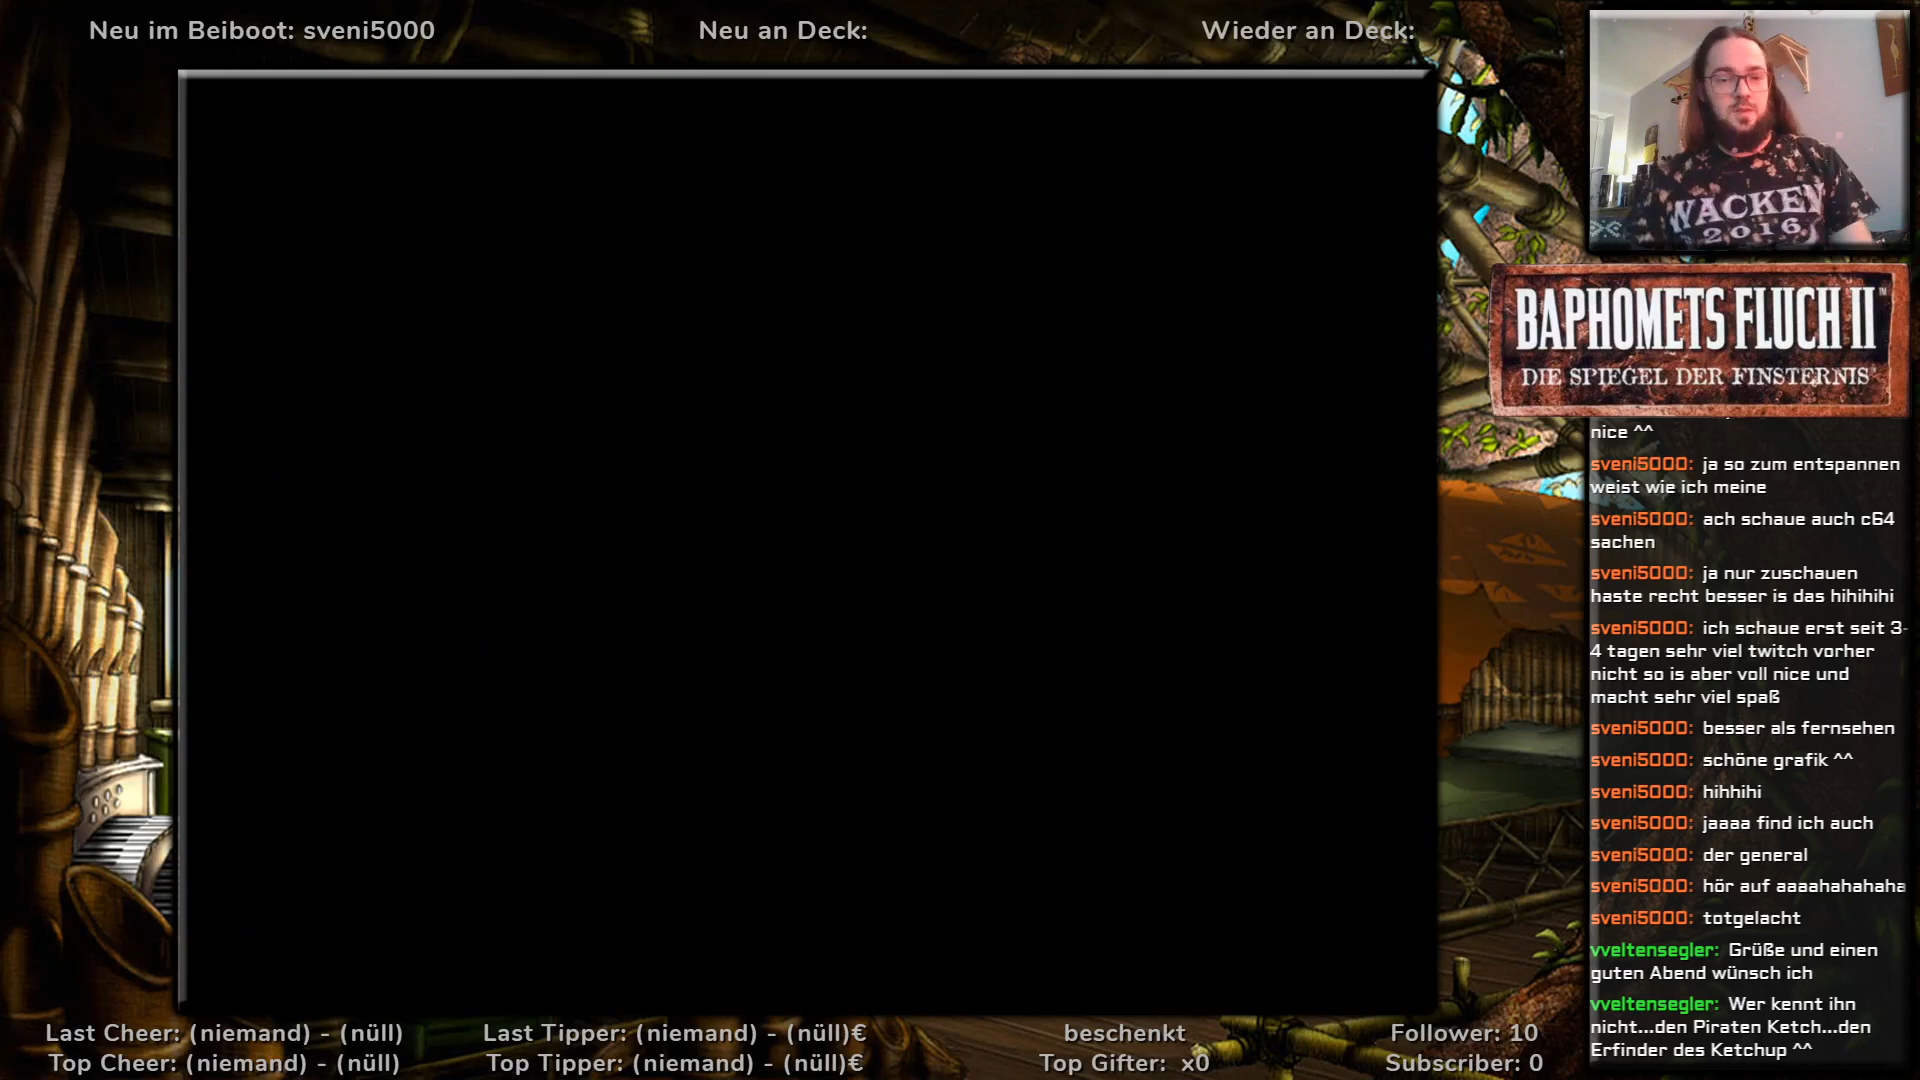 Neu im Beiboot: sveni5000
Neu an Deck:
Wieder an Deck:
WACKEN
2016
BAPHOMETS FLUCH II™
DIE SPIEGEL DER FINSTERNIS
nice ^^
sveni5000: ja so zum entspannen
weist wie ich meine
sveni5000: ach schaue auch c64
sachen
sveni5000: ja nur zuschauen
haste recht besser is das hihihihi
sveni5000: ich schaue erst seit 3-
4 tagen sehr viel twitch vorher
nicht so is aber voll nice und
macht sehr viel spaß
sveni5000: besser als fernsehen
sveni5000: schöne grafik ^^
sveni5000: hihhihi
sveni5000: jaaaa find ich auch
sveni5000: der general
sveni5000: hör auf aaaahahahaha
sveni5000: totgelacht
vveltensegler: Grüße und einen
guten Abend wünsch ich
vveltensegler: Wer kennt ihn
nicht...den Piraten Ketch...den
Erfinder des Ketchup ^^
Last Cheer: (niemand) - (nüll)
Last Tipper: (niemand) - (nüll)€
beschenkt
Follower: 10
Top Cheer: (niemand) - (nüll)
Top Tipper: (niemand) - (nüll)€
Top Gifter: x0
Subscriber: 0